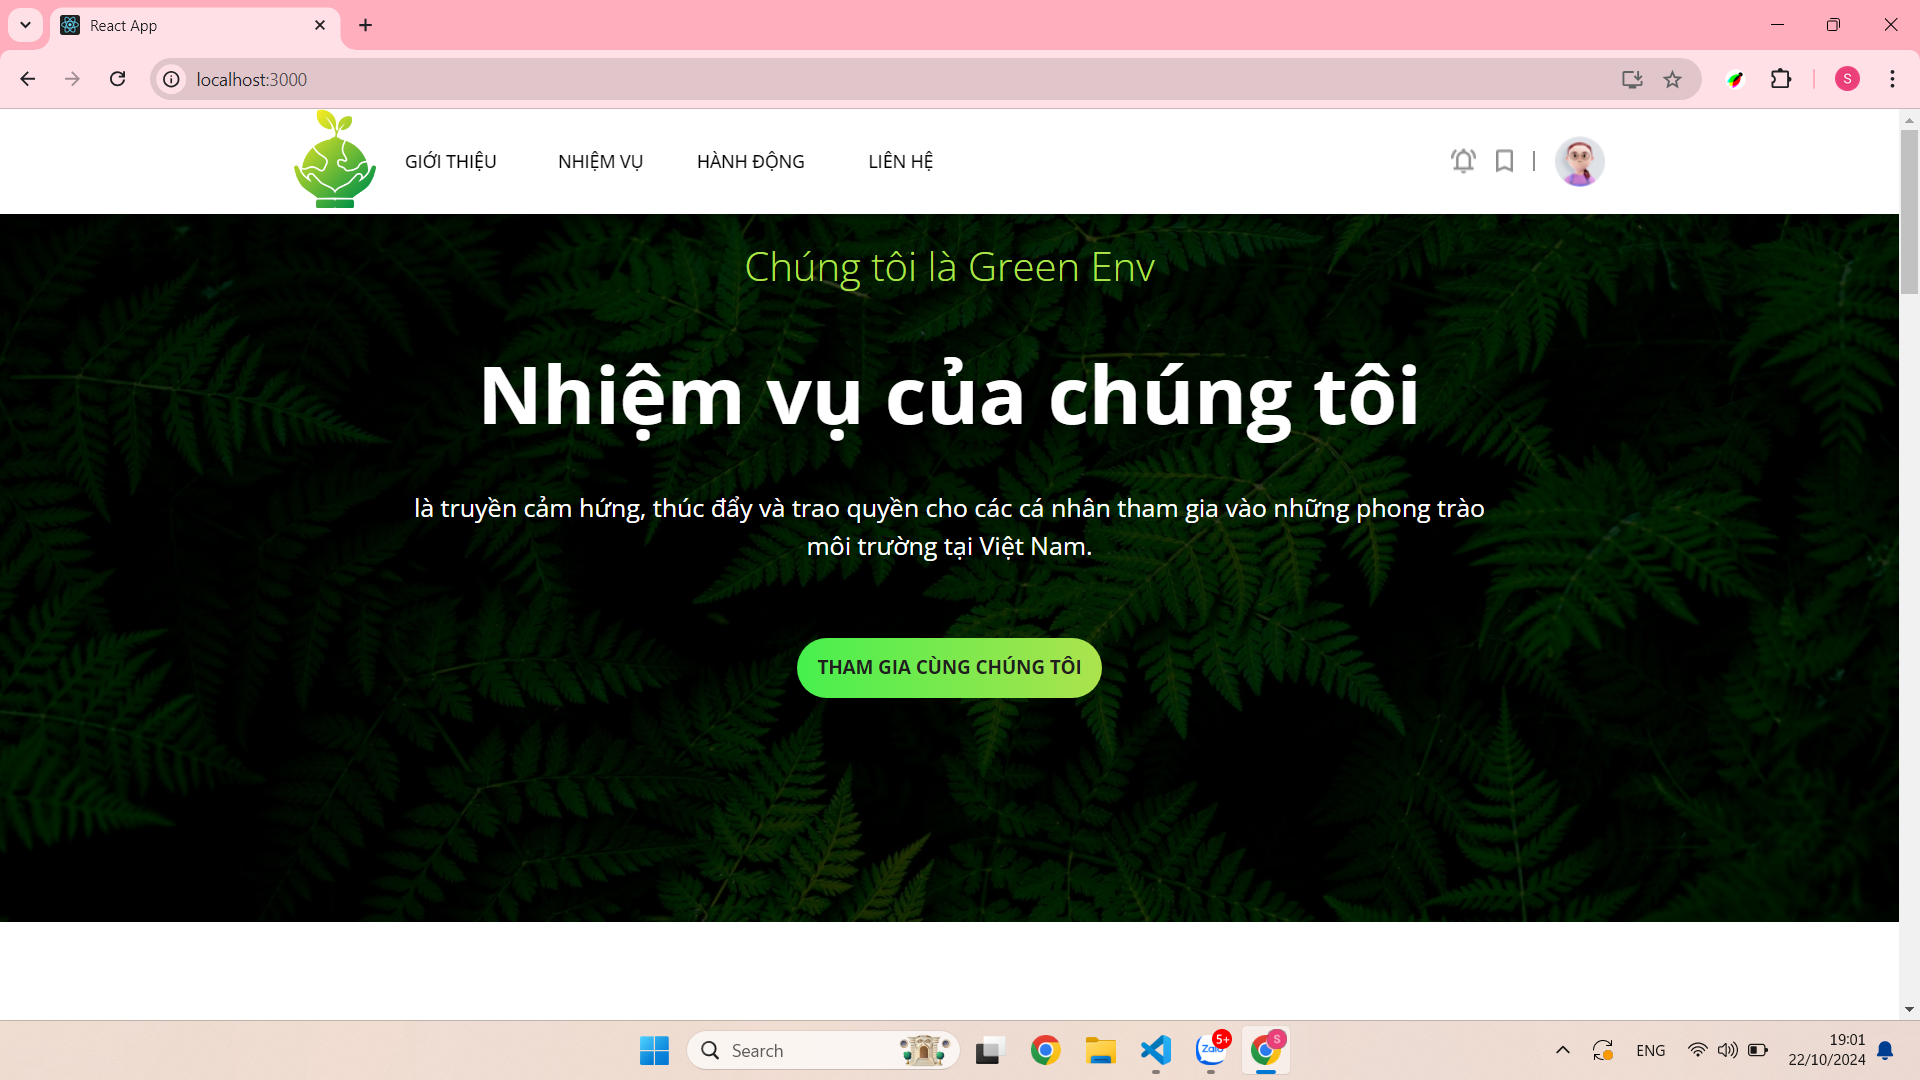 React App
S
localhost:3000
GIỚI THIỆU NHIỆM VỤ HÀNH ĐỘNG LIÊN HỆ
Chúng tôi là Green Env
Nhiệm vụ của chúng tôi
là truyền cảm hứng, thúc đẩy và trao quyền cho các cá nhân tham gia vào những phong trào
môi trường tại Việt Nam.
THAM GIA CÙNG CHÚNG TÔI
Search
Zalo
5+
S
ENG
19:01
22/10/2024